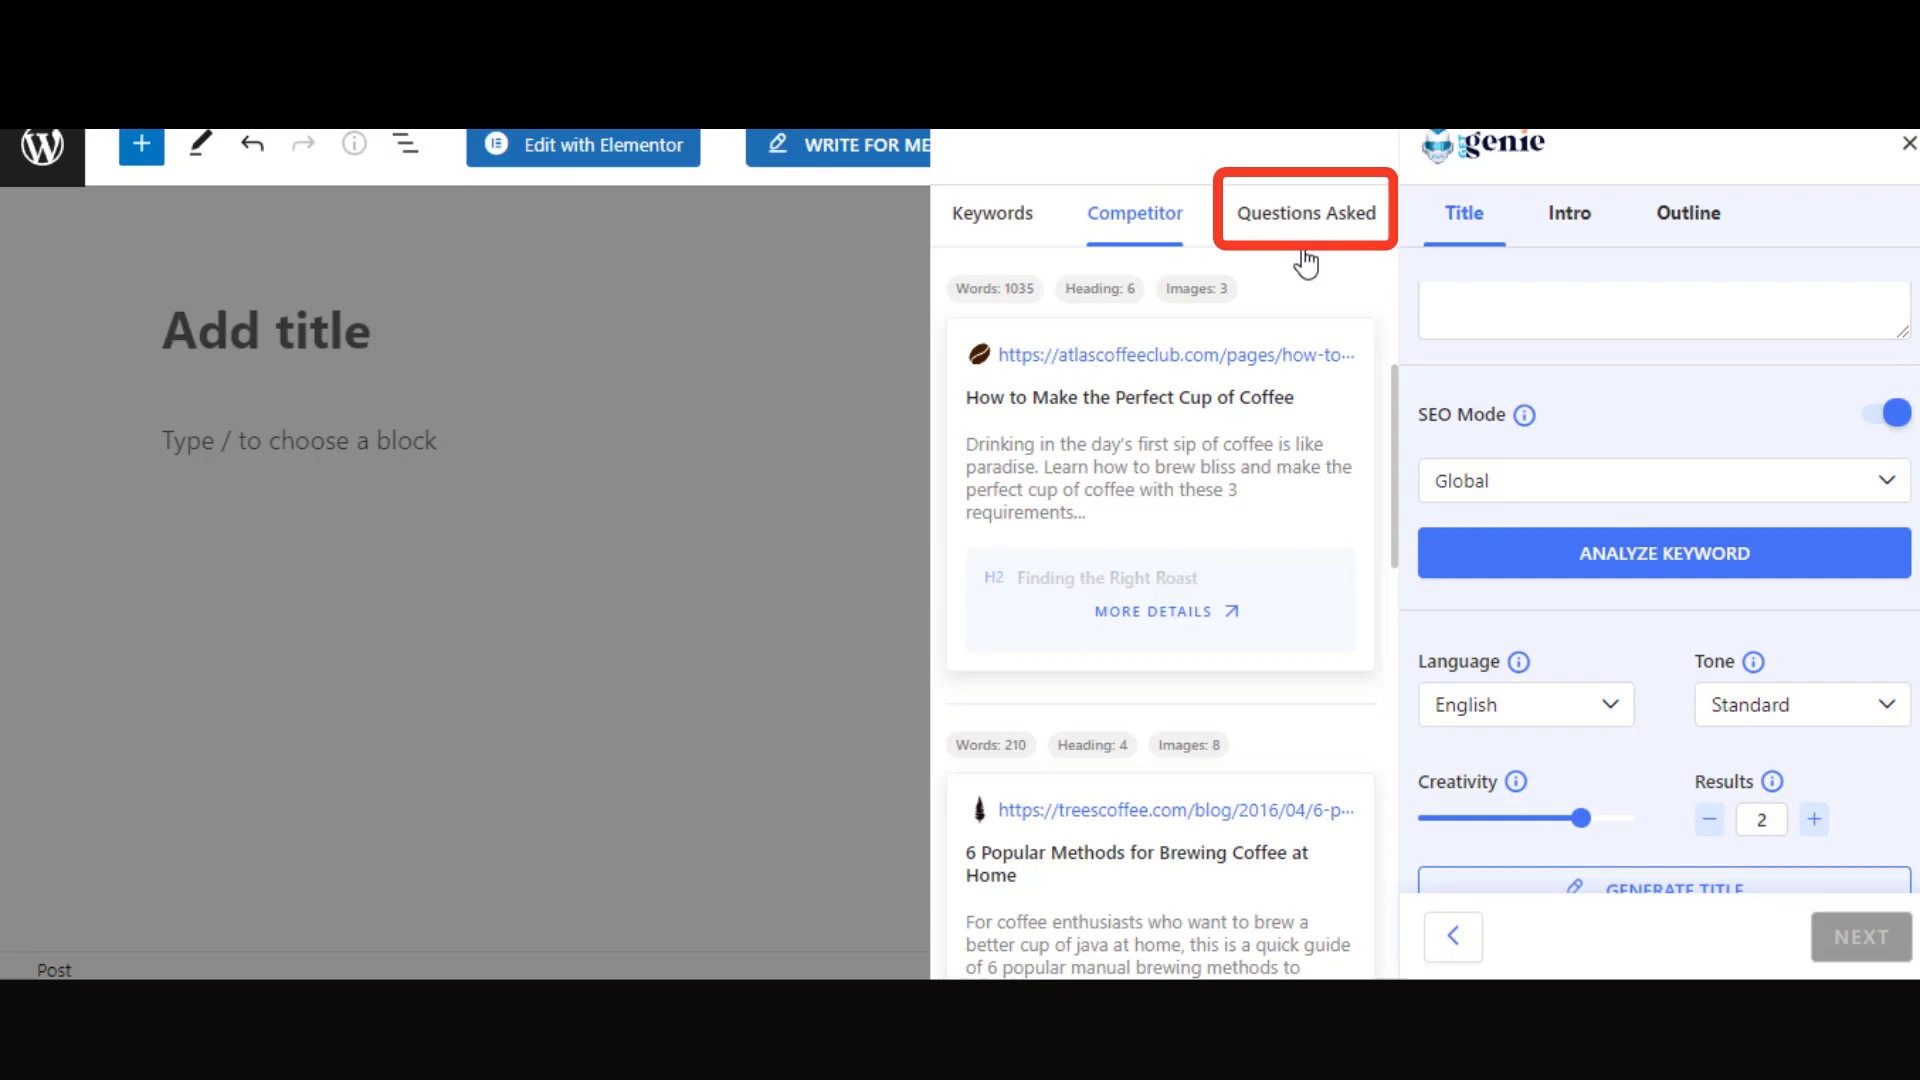 Edit with Elementor
WRITE FOR ME
genie
Keywords
Competitor
Questions Asked
Title
Intro
Outline
Add title
Type / to choose a block
Words: 1035
Heading: 6
Images: 3
https://atlascoffeeclub.com/pages/how-to...
How to Make the Perfect Cup of Coffee
Drinking in the day's first sip of coffee is like
paradise. Learn how to brew bliss and make the
perfect cup of coffee with these 3
requirements...
H2 Finding the Right Roast
MORE DETAILS
Words: 210
Heading: 4
Images: 8
https://treescoffee.com/blog/2016/04/6-p...
6 Popular Methods for Brewing Coffee at
Home
For coffee enthusiasts who want to brew a
better cup of java at home, this is a quick guide
of 6 popular manual brewing methods to
SEO Mode
Global
ANALYZE KEYWORD
Language
Tone
English
Standard
Creativity
Results
2
GENERATE TITLE
NEXT
Post